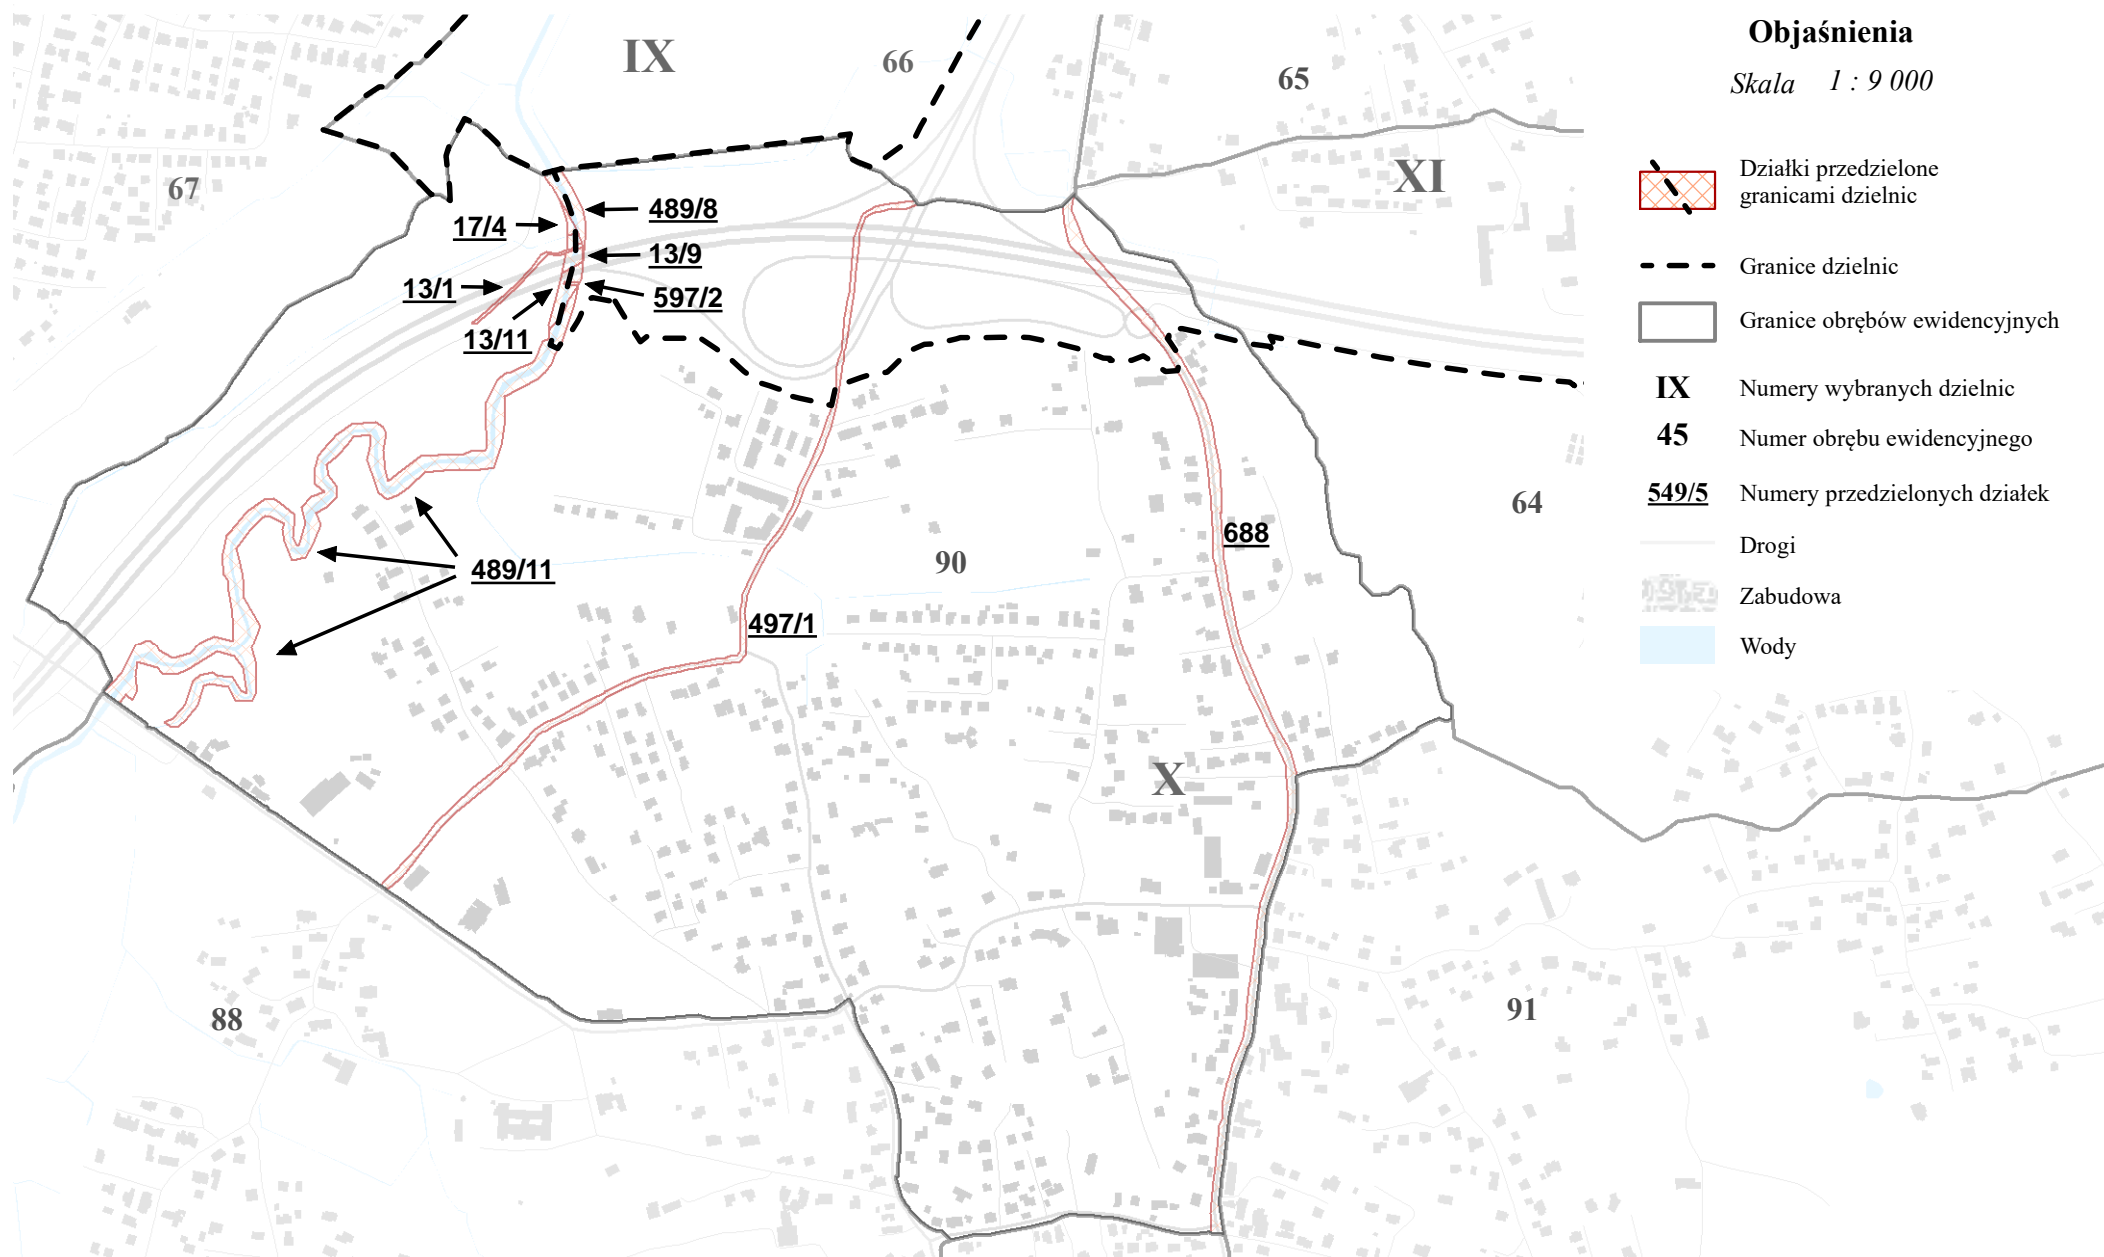 IX
66
65
67
XI
17/4
489/8
13/9
13/1
597/2
13/11
64
688
90
489/11
497/1
X
88
91
Objaśnienia
Skala 1 : 9 000
Działki przedzielone
granicami dzielnic
Granice dzielnic
Granice obrębów ewidencyjnych
IX Numery wybranych dzielnic
45 Numer obrębu ewidencyjnego
549/5 Numery przedzielonych działek
Drogi
Zabudowa
Wody